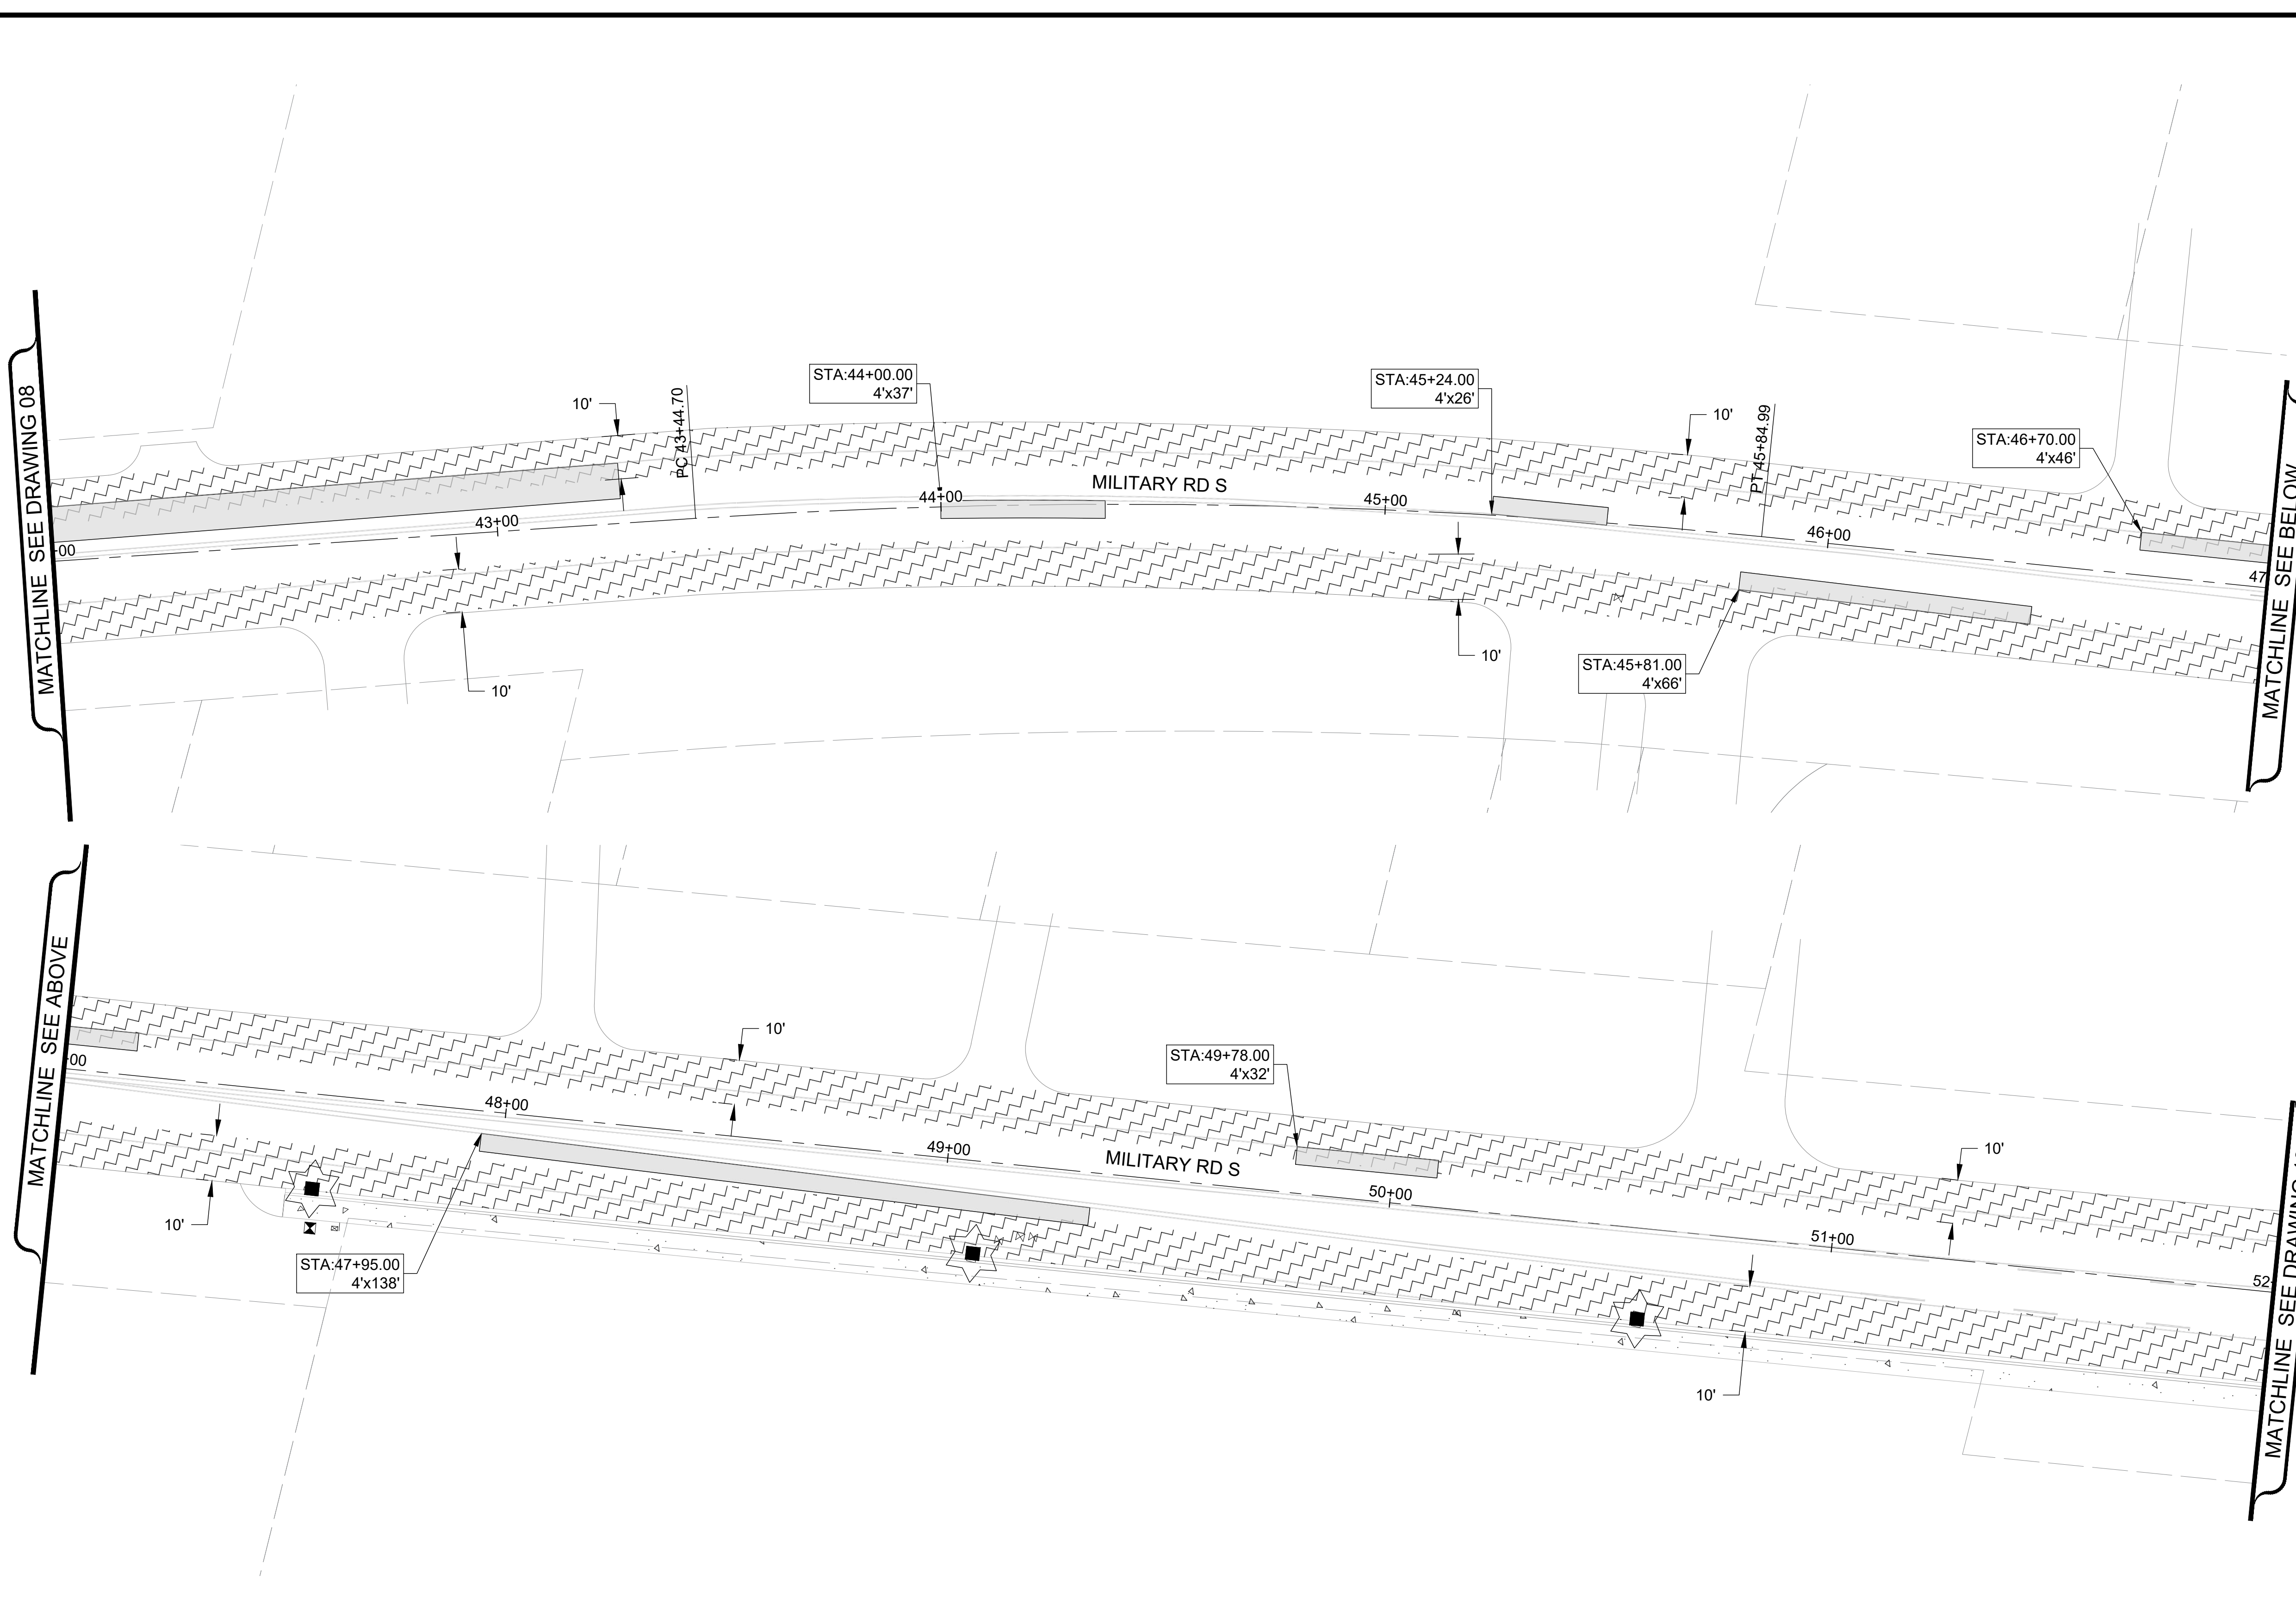 MATCHLINE SEE DRAWING 08
10'
PC 43+44.70
STA:44+00.00
4'x37'
STA:45+24.00
4'x26'
10'
PT 45+84.99
STA:46+70.00
4'x46'
MILITARY RD S
+00
43+00
44+00
45+00
46+00
47
10'
10'
STA:45+81.00
4'x66'
MATCHLINE SEE BELOW
MATCHLINE SEE ABOVE
+00
10'
48+00
STA:49+78.00
4'x32'
49+00
MILITARY RD S
50+00
10'
51+00
52+
10'
STA:47+95.00
4'x138'
10'
MATCHLINE SEE DRAWING